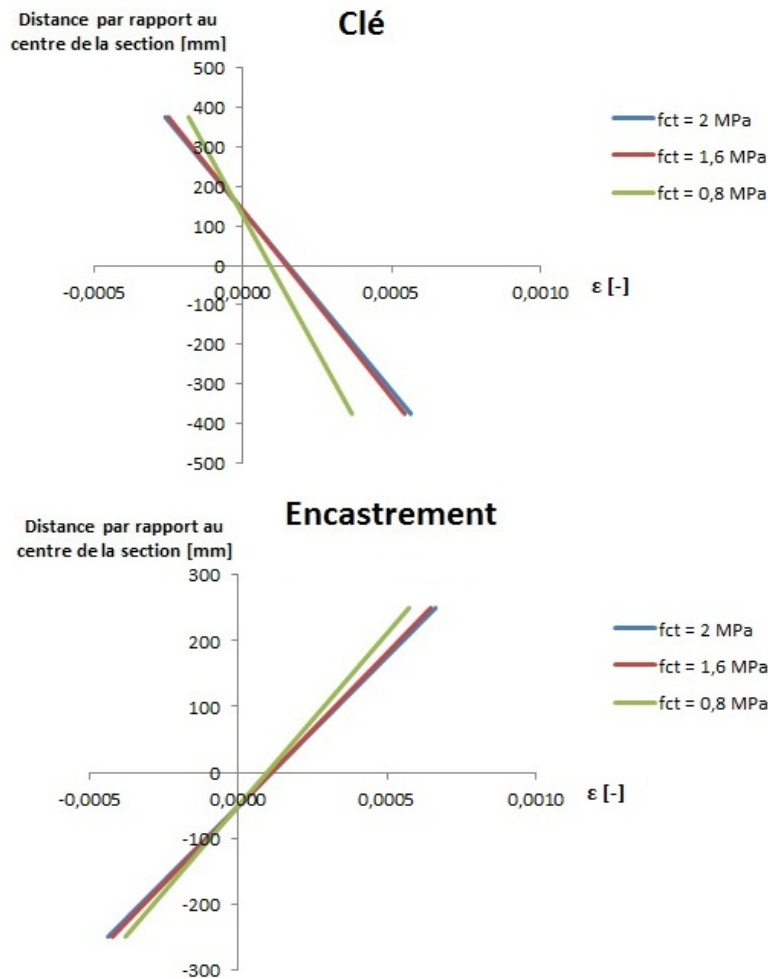 Distance par rapport au
centre de la section [mm]
Clé
500
400
300
200
100
0
-100
-200
-300
-400
-500
-0,0005
0,0000
0,0005
0,0010
ε [-]
fct = 2 MPa
fct = 1,6 MPa
fct = 0,8 MPa
Encastrement
Distance par rapport au
centre de la section [mm]
300
200
100
0
-100
-200
-300
-0,0005
0,0000
0,0005
0,0010
ε [-]
fct = 2 MPa
fct = 1,6 MPa
fct = 0,8 MPa